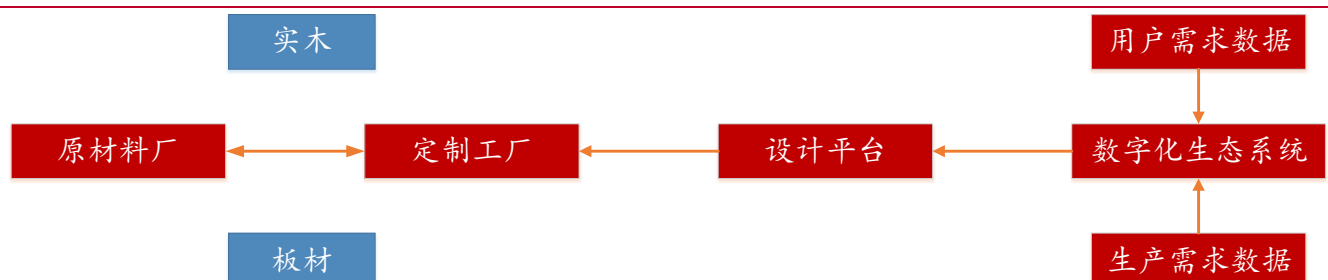 实木
用户需求数据
原材料厂
定制工厂
设计平台
数字化生态系统
板材
生产需求数据